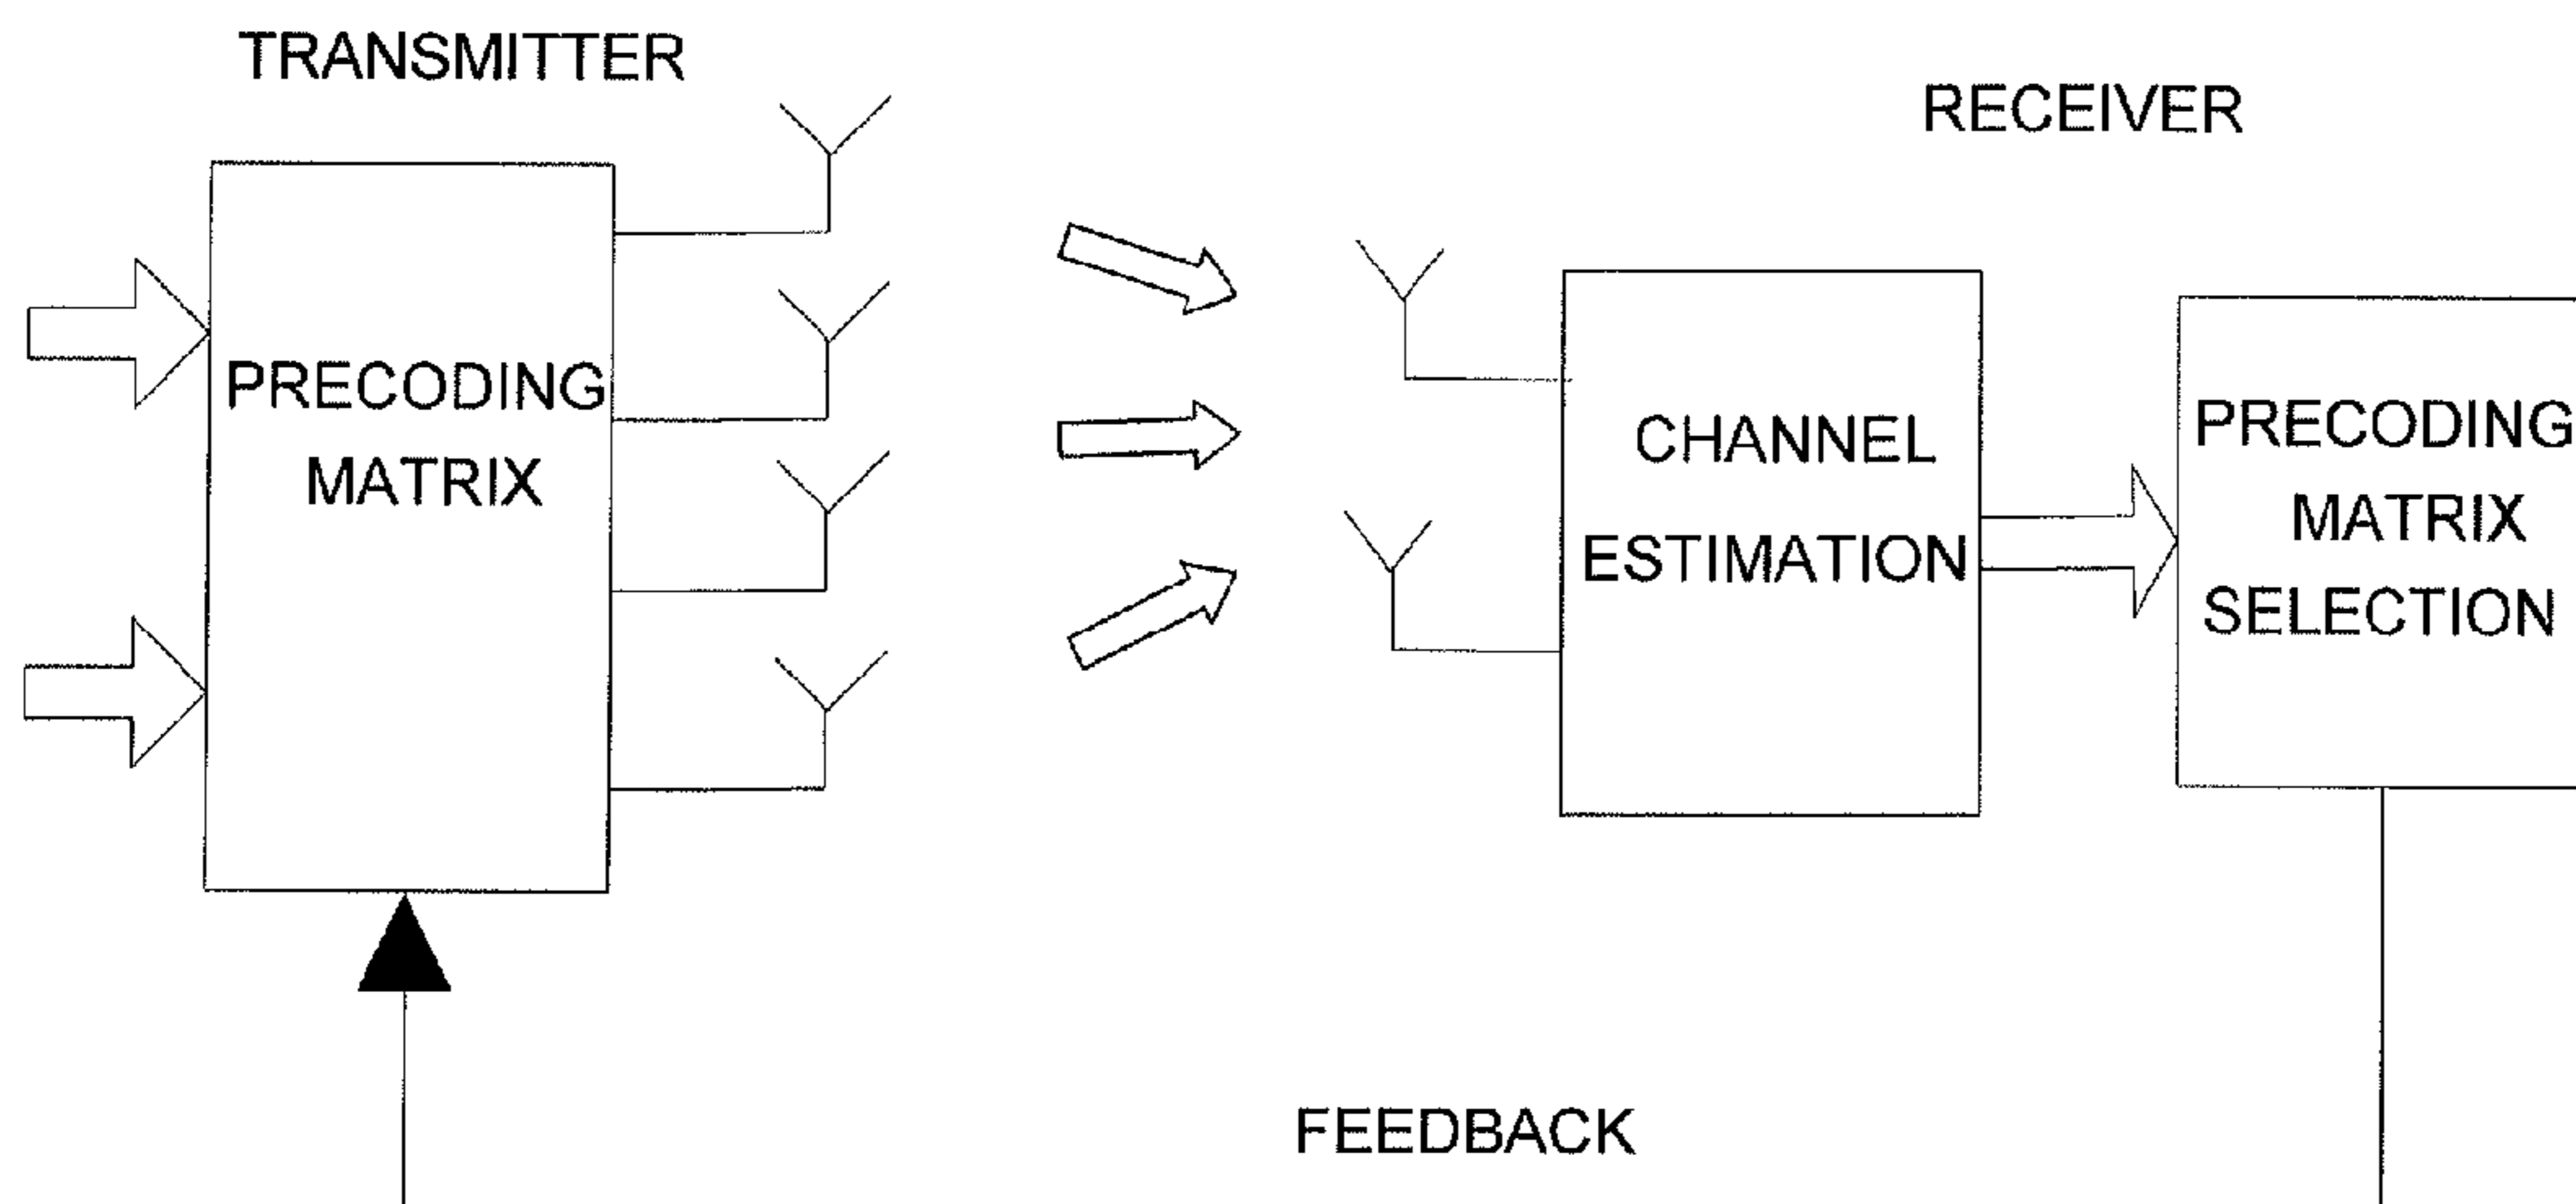 TRANSMITTER
RECEIVER
PRECODING
MATRIX
CHANNEL
ESTIMATION
PRECODING
MATRIX
SELECTION
FEEDBACK